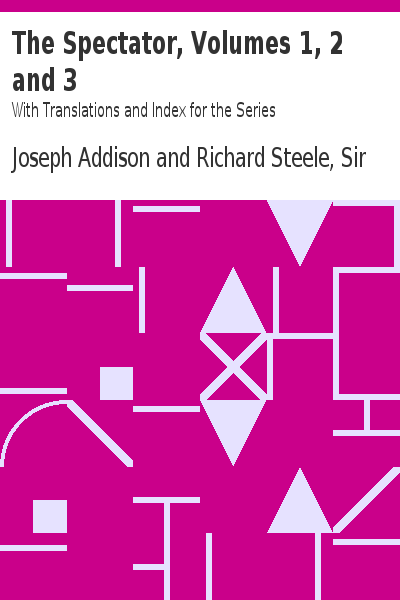 The Spectator, Volumes 1, 2
and 3
With Translations and Index for the Series
Joseph Addison and Richard Steele, Sir